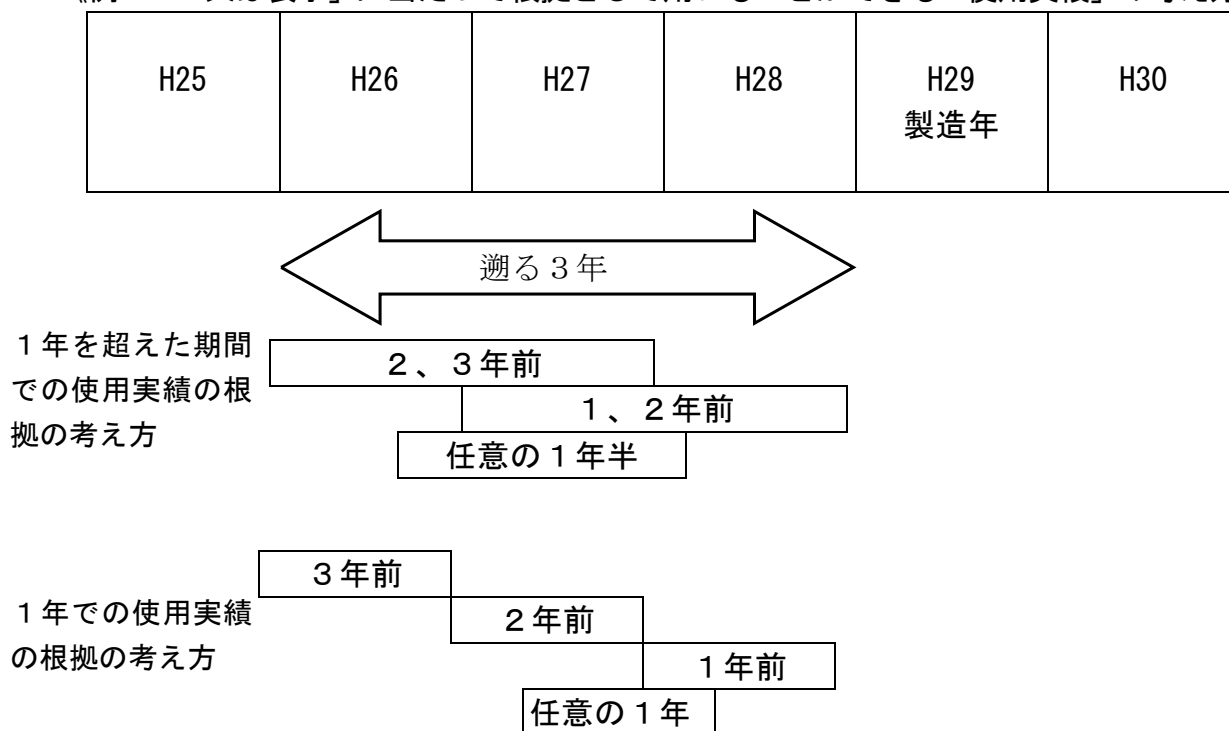 H25 H26 H27 H28 H29 H30
製造年
遡る３年
１年を超えた期間
での使用実績の根
拠の考え方
２、３年前
１、２年前
任意の１年半
３年前
１年での使用実績
の根拠の考え方
２年前
１年前
任意の１年